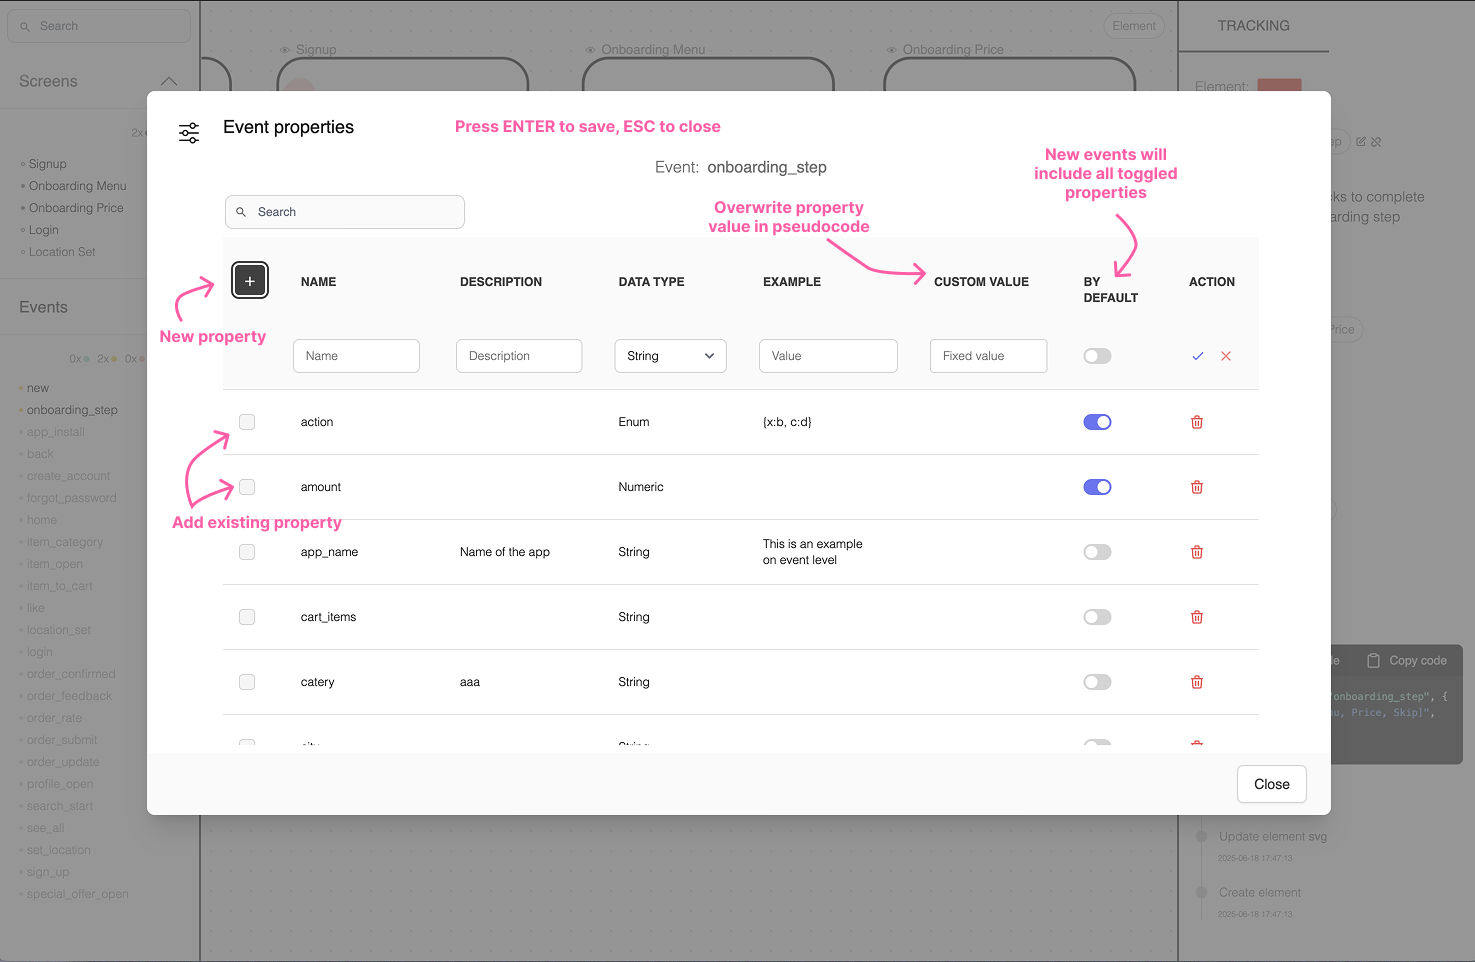 Search
Screens
2x
Signup
Onboarding Menu
Onboarding Price
Login
Location Set
Events
0x 2x 0x
new
onboarding_step
app_install
back
create_account
forgot_password
home
item_category
item_open
item_to_cart
like
location_set
login
order_confirmed
order_feedback
order_rate
order_submit
order_update
profile_open
search_start
see_all
set_location
sign_up
special_offer_open
Signup
Onboarding Menu
Onboarding Price
Element
Event properties
Press ENTER to save, ESC to close
Event: onboarding_step
New events will
include all toggled
properties
Search
Overwrite property
value in pseudocode
+
NAME
DESCRIPTION
DATA TYPE
EXAMPLE
CUSTOM VALUE
BY
DEFAULT
ACTION
New property
Name
Description
String
Value
Fixed value
action
Enum
{x:b, c:d}
amount
Numeric
Add existing property
app_name
Name of the app
String
This is an example
on event level
cart_items
String
catery
aaa
String
Close
TRACKING
Element:
ep
ks to complete
arding step
Price
le
Copy code
onboarding_step", {
nu, Price, Skip]",
Update element svg
2025-06-18 17:47:13
Create element
2025-06-18 17:47:13